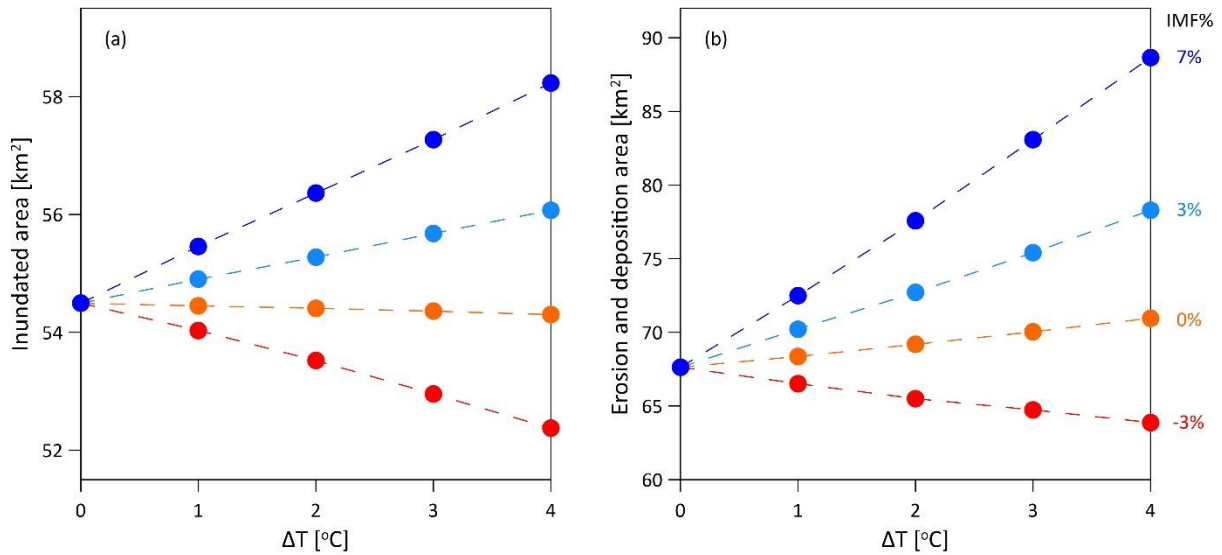 (a)
Inundated area [km²]
58
56
54
52
0 1 2 3 4
ΔT [°C]
(b)
IMF%
Erosion and deposition area [km²]
90
85
80
75
70
65
60
7%
3%
0%
-3%
0 1 2 3 4
ΔT [°C]